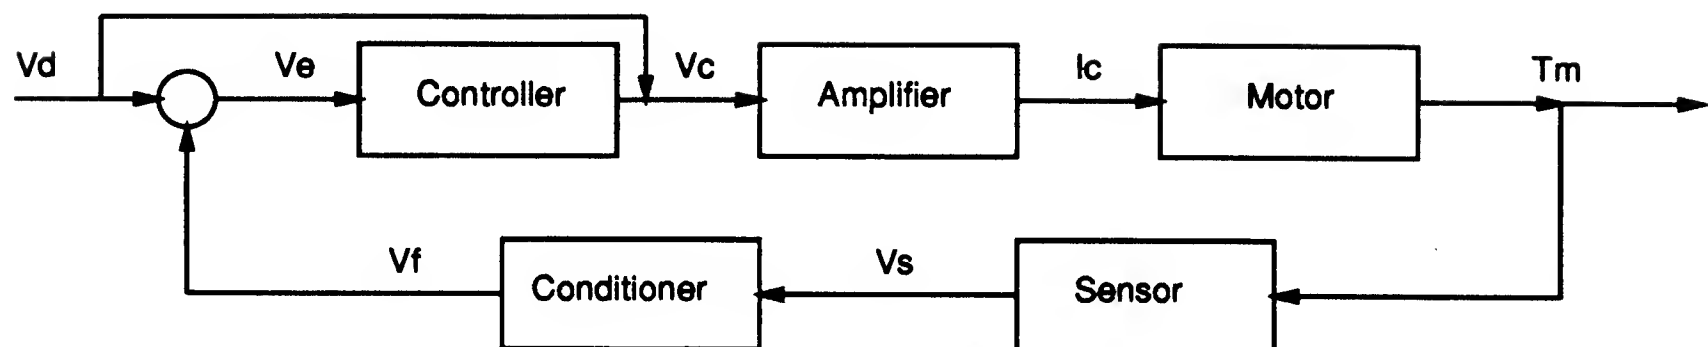 Vd
Ve
Controller
Vc
Amplifier
Ic
Motor
Tm
Vf
Conditioner
Vs
Sensor